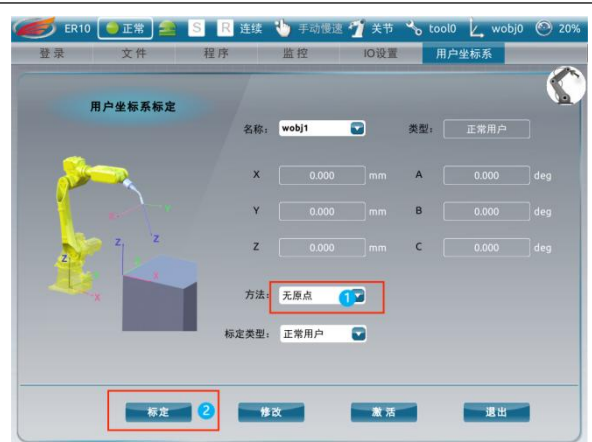 ER10 正常 S R 连续 手动慢速 关节 tool0 wobj0 20%
登录 文件 程序 监控 IO设置 用户坐标系
用户坐标系标定
名称： wobj1 类型： 正常用户
X 0.000 mm A 0.000 deg
Y 0.000 mm B 0.000 deg
Z 0.000 mm C 0.000 deg
X Y
Z Z
Z
X
X
方法： 无原点 1
标定类型： 正常用户
标定 2 修改 激活 退出